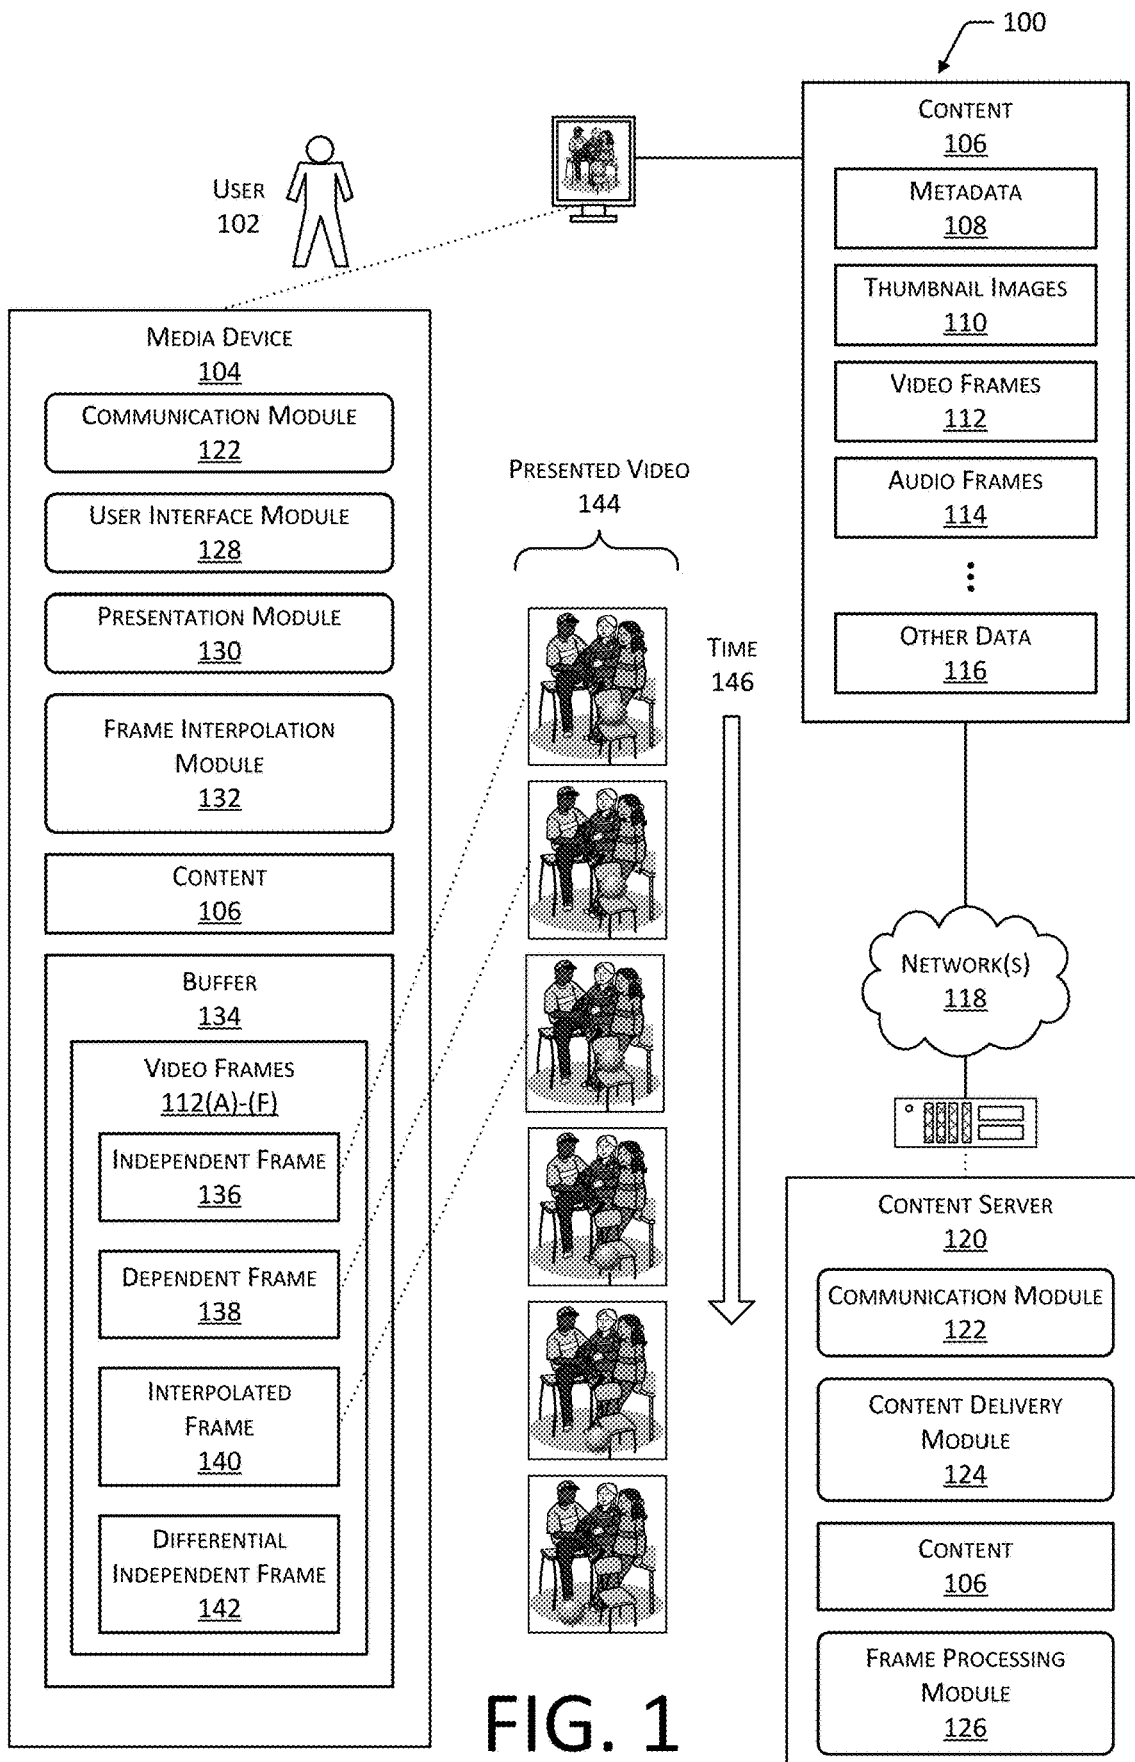 100
USER
102
MEDIA DEVICE
104
COMMUNICATION MODULE
122
USER INTERFACE MODULE
128
PRESENTATION MODULE
130
FRAME INTERPOLATION
MODULE
132
CONTENT
106
BUFFER
134
VIDEO FRAMES
112(A)-(F)
INDEPENDENT FRAME
136
DEPENDENT FRAME
138
INTERPOLATED
FRAME
140
DIFFERENTIAL
INDEPENDENT FRAME
142
PRESENTED VIDEO
144
TIME
146
CONTENT
106
METADATA
108
THUMBNAIL IMAGES
110
VIDEO FRAMES
112
AUDIO FRAMES
114
OTHER DATA
116
NETWORK(S)
118
CONTENT SERVER
120
COMMUNICATION MODULE
122
CONTENT DELIVERY
MODULE
124
CONTENT
106
FRAME PROCESSING
MODULE
126
FIG. 1